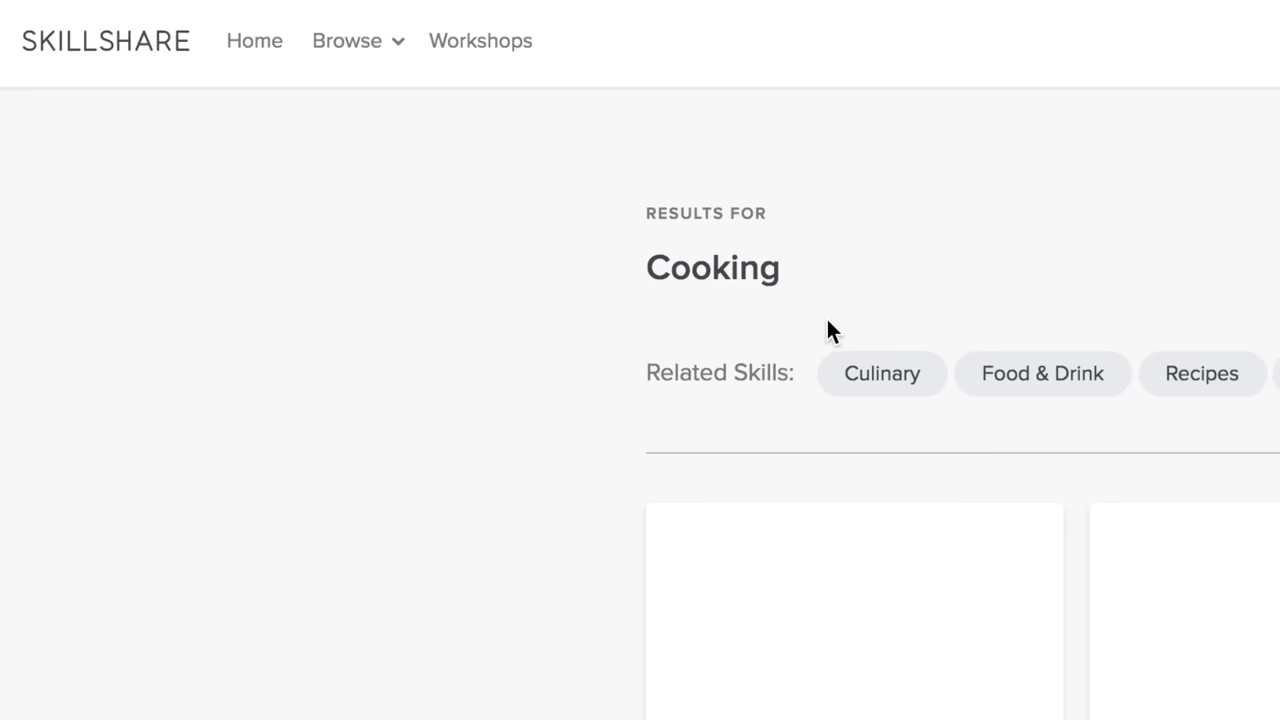 SKILLSHARE Home Browse Workshops
RESULTS FOR
Cooking
Related Skills: Culinary Food & Drink Recipes